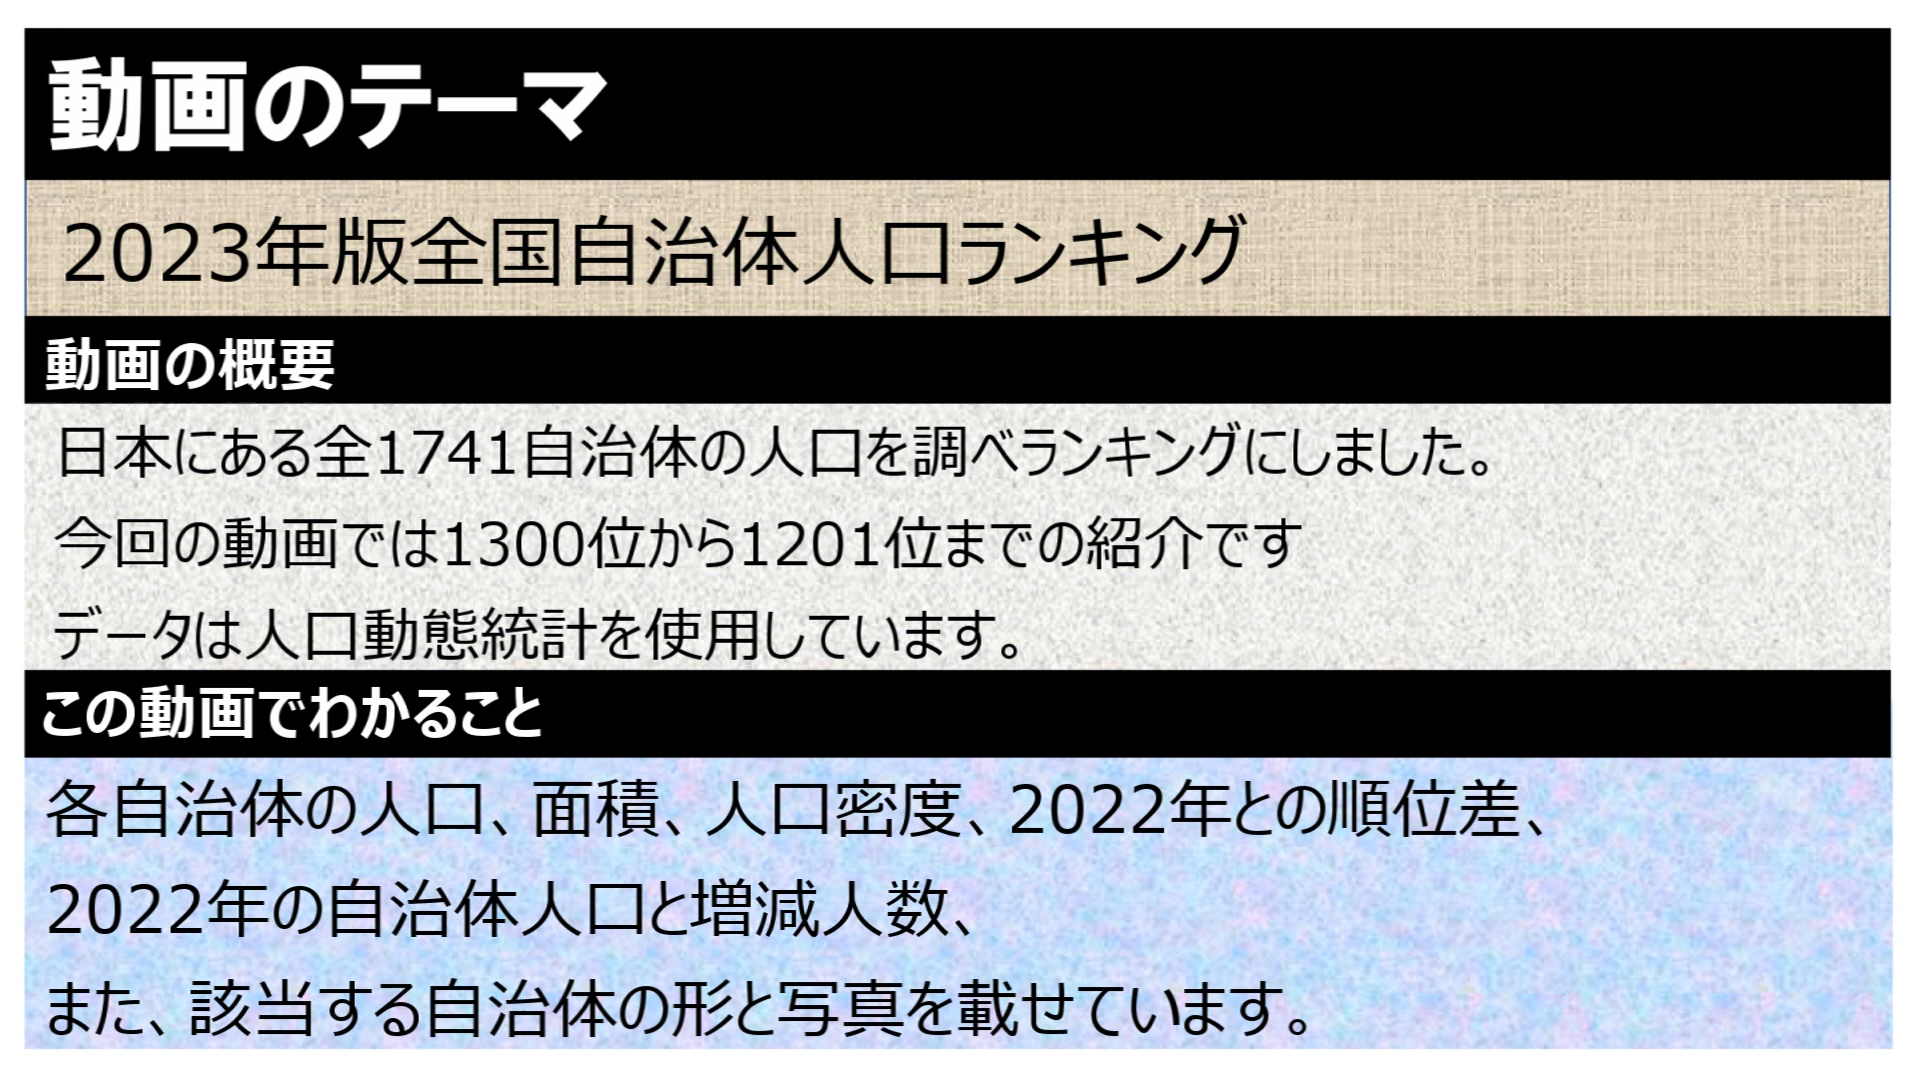 動画のテーマ
2023年版全国自治体人口ランキング
動画の概要
日本にある全1741自治体の人口を調べランキングにしました。
今回の動画では1300位から1201位までの紹介です
データは人口動態統計を使用しています。
この動画でわかること
各自治体の人口、面積、人口密度、2022年との順位差、
2022年の自治体人口と増減人数、
また、該当する自治体の形と写真を載せています。